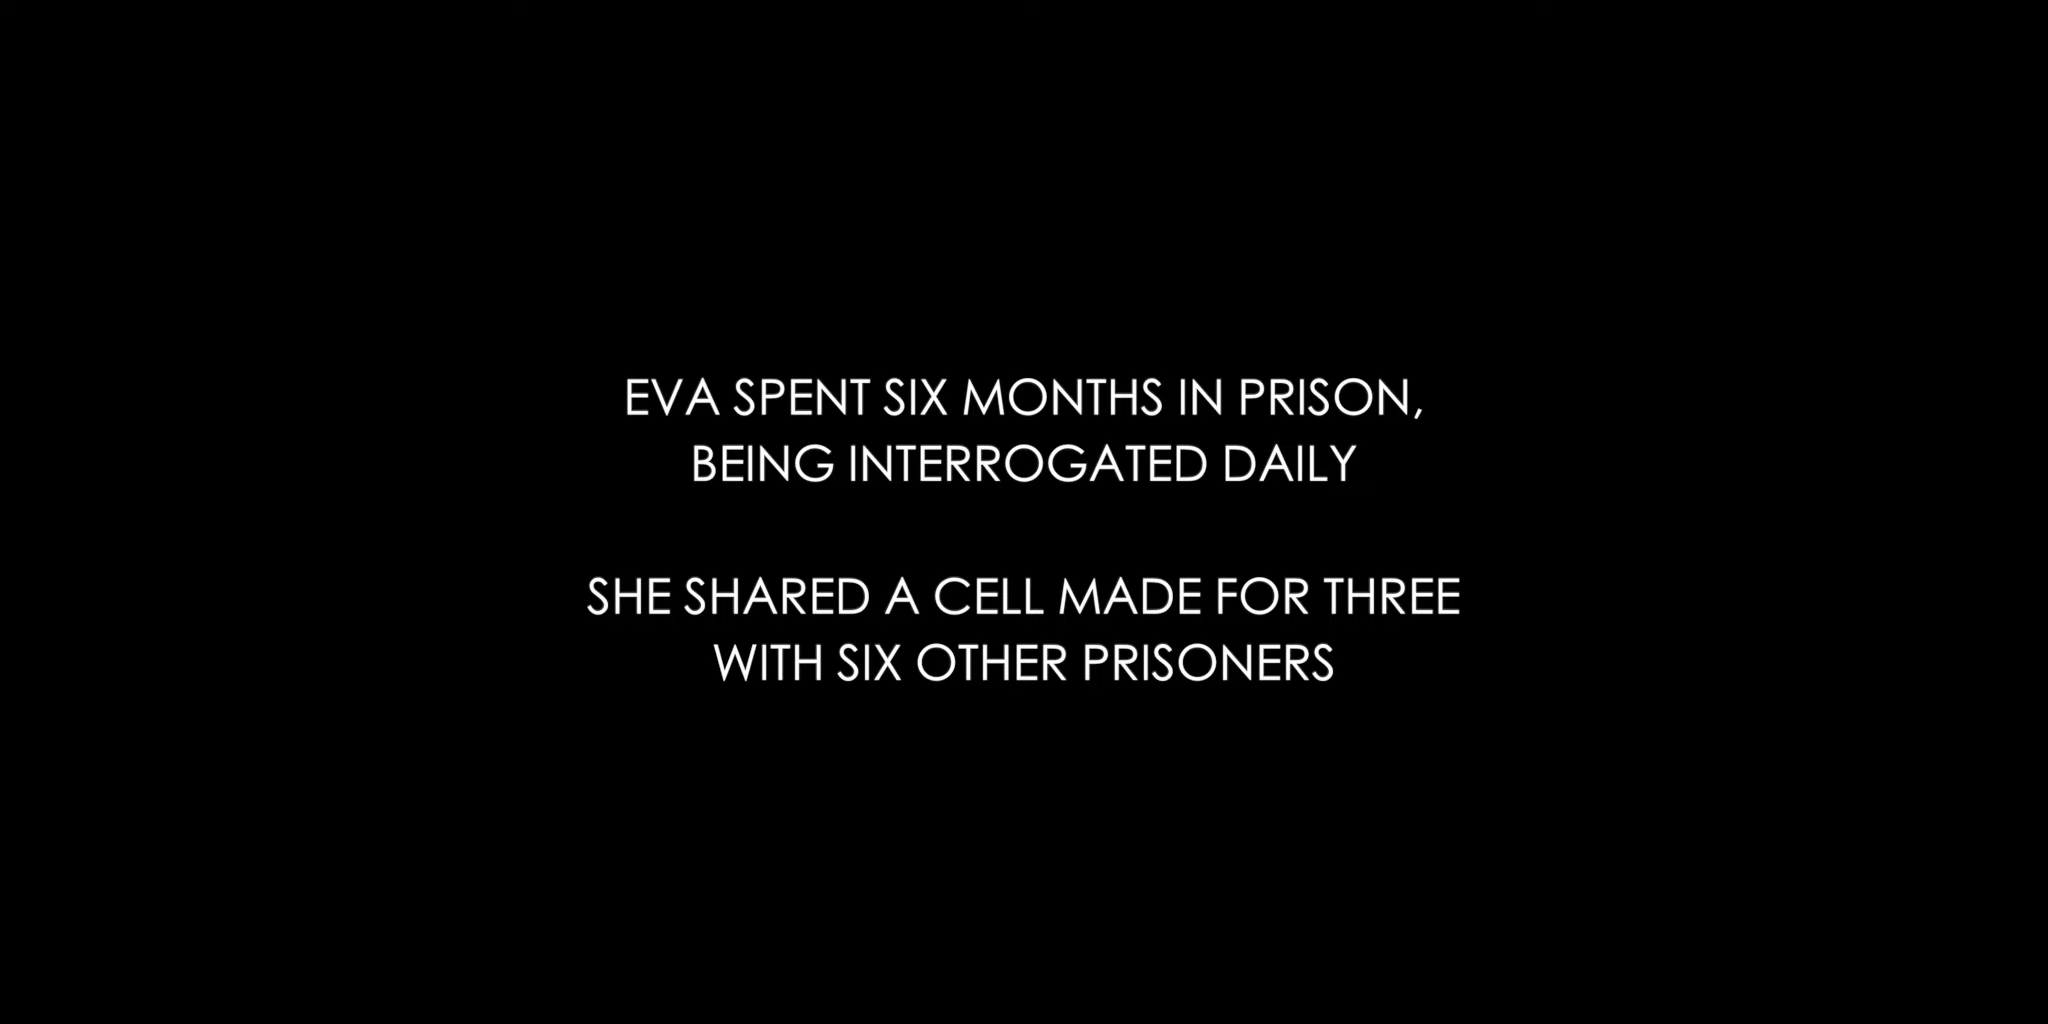 EVA SPENT SIX MONTHS IN PRISON,
BEING INTERROGATED DAILY
SHE SHARED A CELL MADE FOR THREE
WITH SIX OTHER PRISONERS